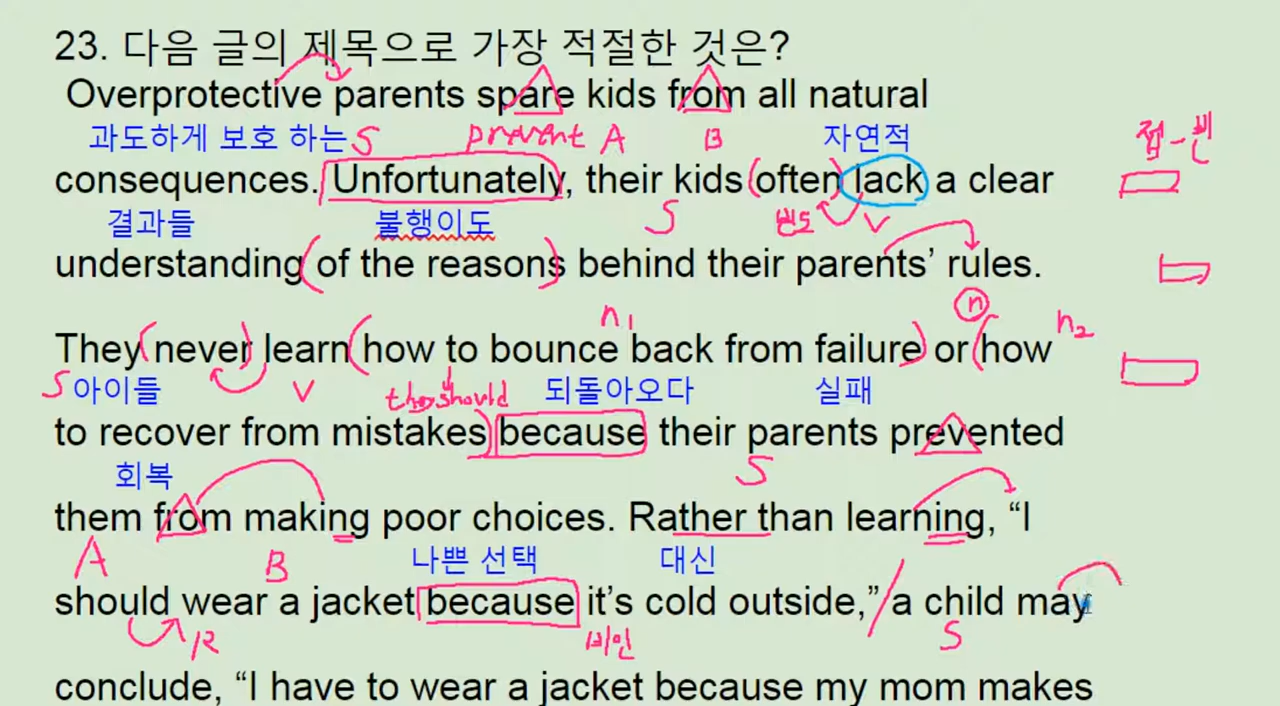 23. 다음 글의 제목으로 가장 적절한 것은?
Overprotective parents spare kids from all natural
과도하게 보호 하는 S prevent A B 자연적 접-빈
consequences. Unfortunately, their kids often lack a clear
결과들 불행이도 S 빈도 V
understanding of the reasons behind their parents’ rules.
n1 n n2
They never learn how to bounce back from failure or how
S 아이들 V they should 되돌아오다 실패
to recover from mistakes because their parents prevented
회복 S
them from making poor choices. Rather than learning, “I
A B 나쁜 선택 대신
should wear a jacket because it’s cold outside,” a child may
R 비인 S
conclude, “I have to wear a jacket because my mom makes